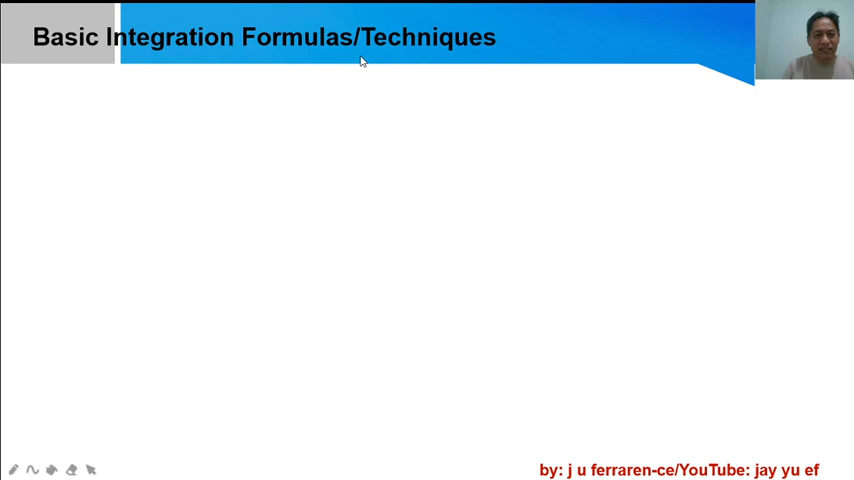 Basic Integration Formulas/Techniques
by: j u ferraren-ce/YouTube: jay yu ef